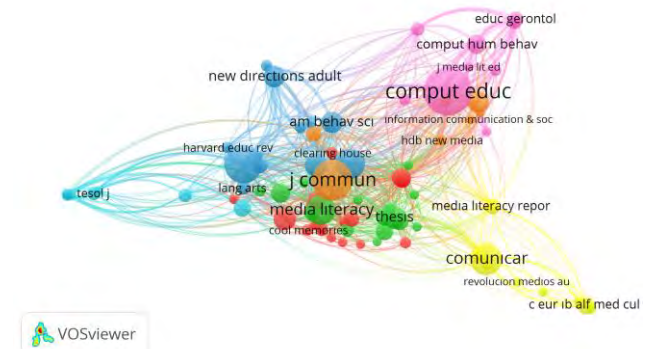 educ gerontol
comput hum behav
j media lit ed
new directions adult
comput educ
am behav sci
information communication & soc
hdb new media
harvard educ rev
clearing house
lang arts
j commun
tesol j
media literacy
thesis
media literacy repor
cool memories
comunicar
revolucion medios au
c eur ib alf med cul
VOSviewer